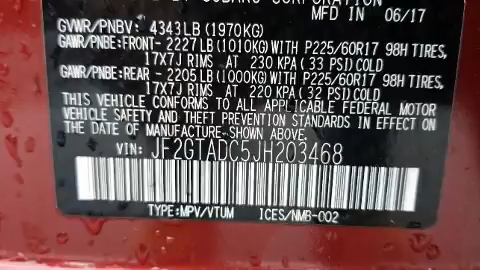 SUBARU CORPORATION
MFD IN 06/17
GVWR/PNBV: 4343LB (1970KG)
GAWR/PNBE:FRONT- 2227LB (1010KG) WITH P225/60R17 98H TIRES,
17X7J RIMS AT 230 KPA (33 PSI) COLD
GAWR/PNBE:REAR - 2205LB (1000KG) WITH P225/60R17 98H TIRES,
17X7J RIMS AT 220 KPA (32 PSI) COLD
THIS VEHICLE CONFORMS TO ALL APPLICABLE FEDERAL MOTOR
VEHICLE SAFETY AND THEFT PREVENTION STANDARDS IN EFFECT ON
THE DATE OF MANUFACTURE SHOWN ABOVE.
VIN: JF2GTADC5JH203468
TYPE:MPV/VTUM ICES/NMB-002